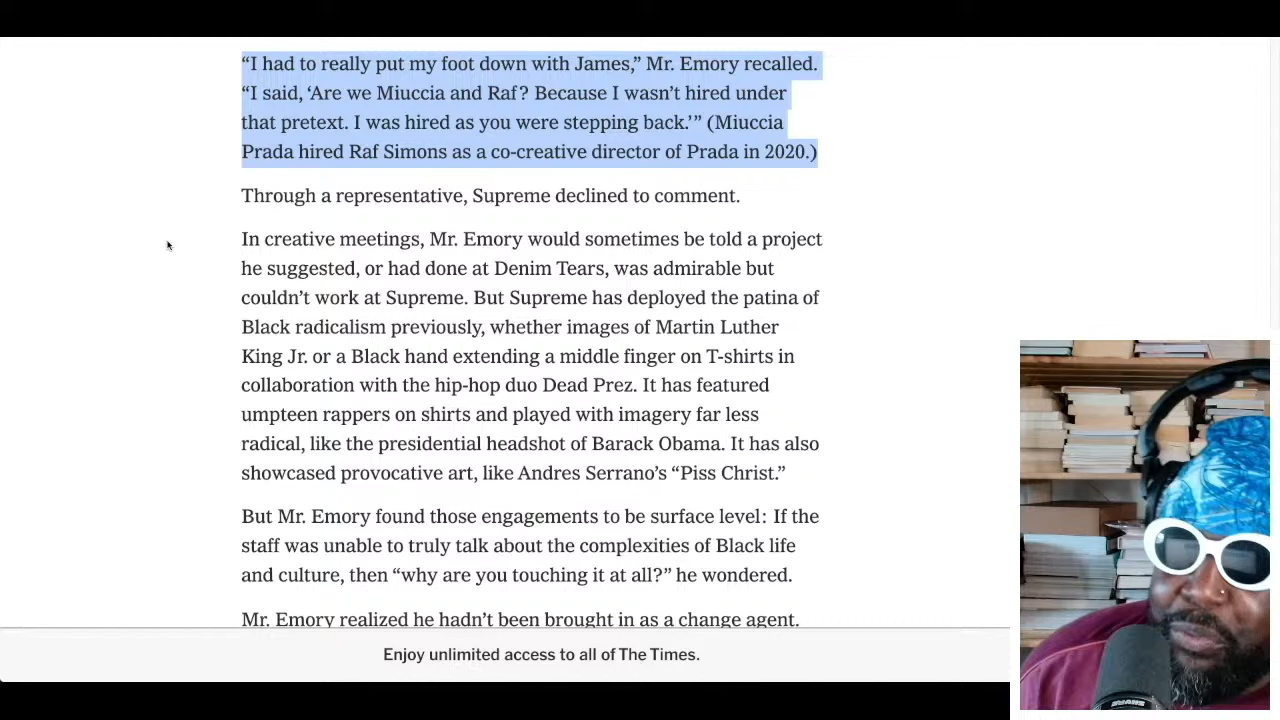 “I had to really put my foot down with James,” Mr. Emory recalled.
“I said, ‘Are we Miuccia and Raf? Because I wasn’t hired under
that pretext. I was hired as you were stepping back.’” (Miuccia
Prada hired Raf Simons as a co-creative director of Prada in 2020.)
Through a representative, Supreme declined to comment.
In creative meetings, Mr. Emory would sometimes be told a project
he suggested, or had done at Denim Tears, was admirable but
couldn’t work at Supreme. But Supreme has deployed the patina of
Black radicalism previously, whether images of Martin Luther
King Jr. or a Black hand extending a middle finger on T-shirts in
collaboration with the hip-hop duo Dead Prez. It has featured
umpteen rappers on shirts and played with imagery far less
radical, like the presidential headshot of Barack Obama. It has also
showcased provocative art, like Andres Serrano’s “Piss Christ.”
But Mr. Emory found those engagements to be surface level: If the
staff was unable to truly talk about the complexities of Black life
and culture, then “why are you touching it at all?” he wondered.
Mr. Emory realized he hadn’t been brought in as a change agent.
Enjoy unlimited access to all of The Times.
SHURE